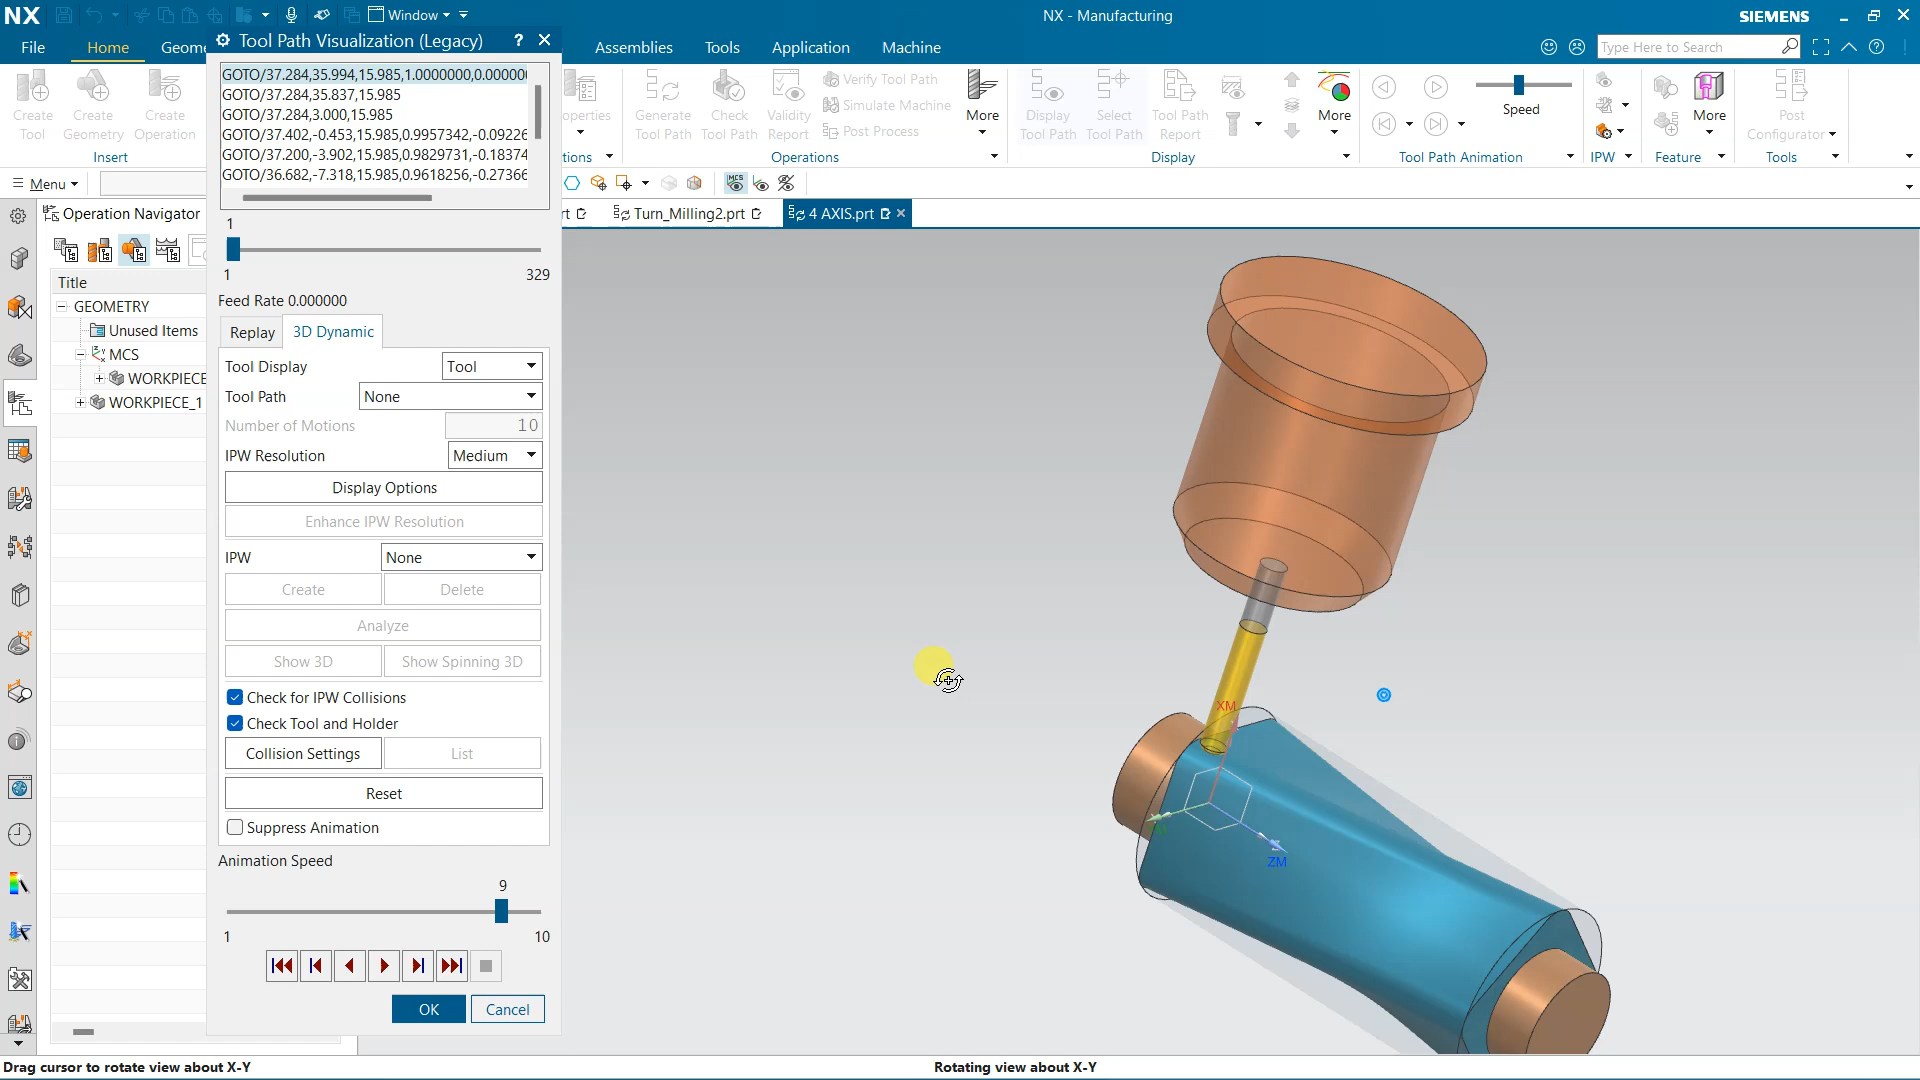 NX
Window
NX - Manufacturing
SIEMENS
File
Home
Geome
Tool Path Visualization (Legacy)
?
Assemblies
Tools
Application
Machine
Type Here to Search
Create Tool
Create Geometry
Create Operation
Insert
operties
tions
Generate Tool Path
Check Tool Path
Validity Report
Verify Tool Path
Simulate Machine
Post Process
More
Operations
Display Tool Path
Select Tool Path
Tool Path Report
More
Display
Speed
Tool Path Animation
IPW
More
Feature
Post Configurator
Tools
GOTO/37.284,35.994,15.985,1.0000000,0.00000
GOTO/37.284,35.837,15.985
GOTO/37.284,3.000,15.985
GOTO/37.402,-0.453,15.985,0.9957342,-0.09226
GOTO/37.200,-3.902,15.985,0.9829731,-0.18374
GOTO/36.682,-7.318,15.985,0.9618256,-0.27366
Menu
Operation Navigator
rt
Turn_Milling2.prt
4 AXIS.prt
Title
GEOMETRY
Unused Items
MCS
WORKPIECE
WORKPIECE_1
1
1
329
Feed Rate 0.000000
Replay
3D Dynamic
Tool Display
Tool
Tool Path
None
Number of Motions
10
IPW Resolution
Medium
Display Options
Enhance IPW Resolution
IPW
None
Create
Delete
Analyze
Show 3D
Show Spinning 3D
Check for IPW Collisions
Check Tool and Holder
Collision Settings
List
Reset
Suppress Animation
Animation Speed
9
1
10
OK
Cancel
XM
ZM
Drag cursor to rotate view about X-Y
Rotating view about X-Y